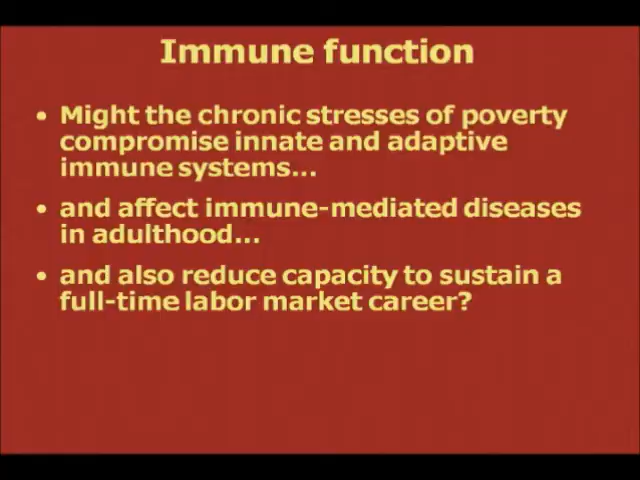 Immune function
• Might the chronic stresses of poverty
compromise innate and adaptive
immune systems...
• and affect immune-mediated diseases
in adulthood...
• and also reduce capacity to sustain a
full-time labor market career?